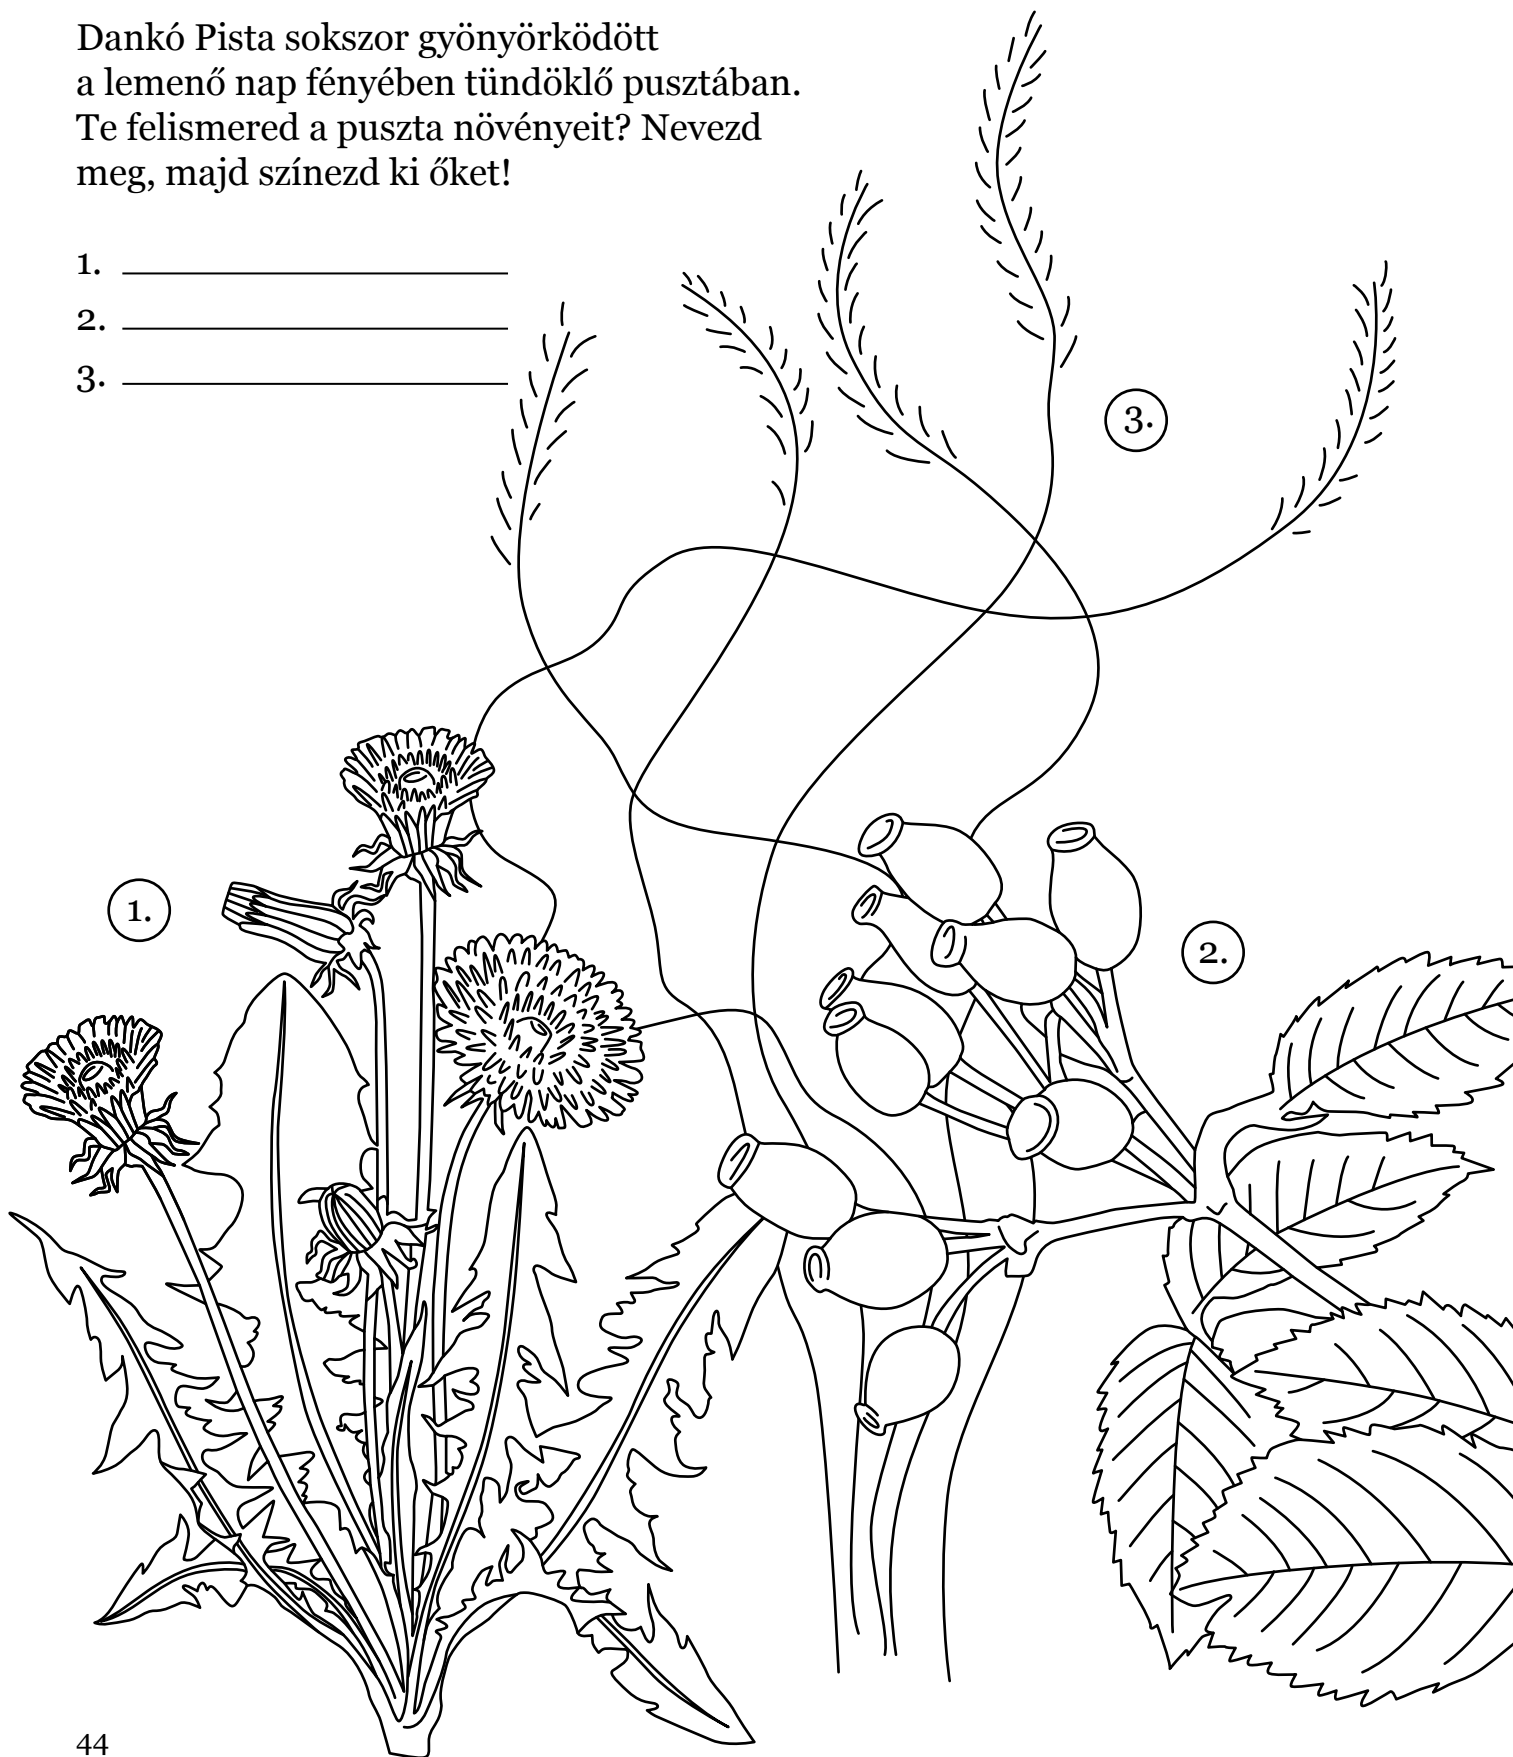 Dankó Pista sokszor gyönyörködött
a lemenő nap fényében tündöklő pusztában.
Te felismered a puszta növényeit? Nevezd
meg, majd színezd ki őket!
1.
2.
3.
3.
1.
2.
44